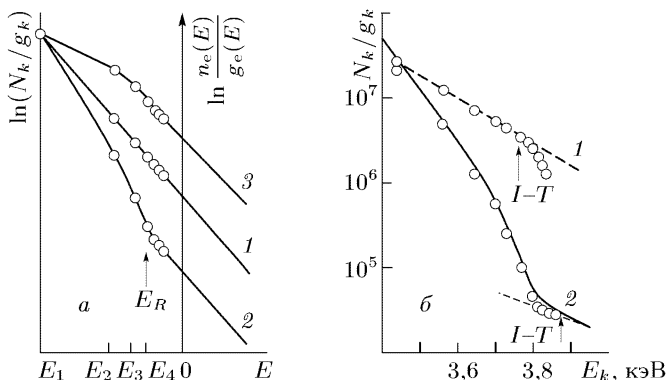 ln(N_k/g_k)
ln n_e(E)/g_e(E)
3
1
2
а
E_R
E_1 E_2 E_3 E_4 0 E
N_k/g_k
10^7
10^6
10^5
1
I–T
2
I–T
б
3,6 3,8 E_k, кэВ